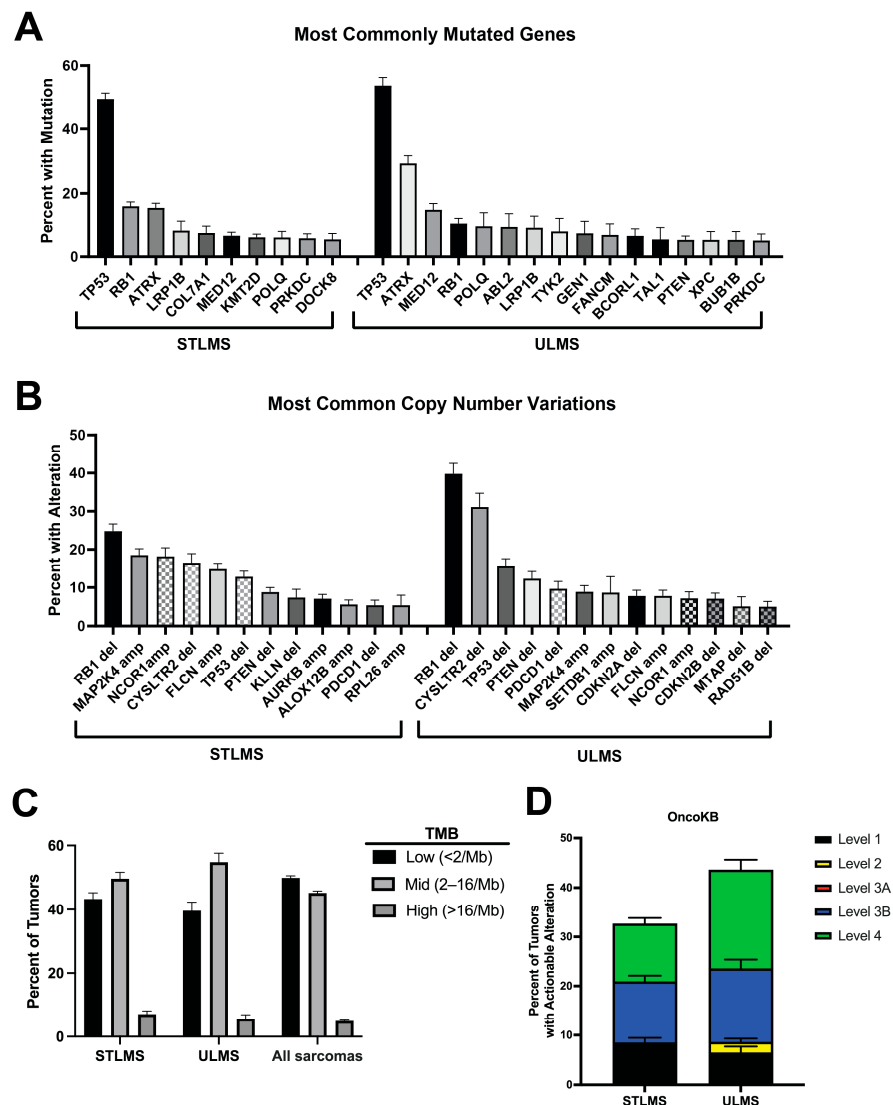 A
Most Commonly Mutated Genes
Percent with Mutation
60
40
20
0
TP53
RB1
ATRX
LRP1B
COL7A1
MED12
KMT2D
POLQ
PRKDC
DOCK8
TP53
ATRX
MED12
RB1
POLQ
ABL2
LRP1B
TYK2
GEN1
FANCM
BCORL1
TAL1
PTEN
XPC
BUB1B
PRKDC
STLMS
ULMS
B
Most Common Copy Number Variations
Percent with Alteration
50
40
30
20
10
0
RB1 del
MAP2K4 amp
NCOR1amp
CYSLTR2 del
FLCN amp
TP53 del
PTEN del
KLLN del
AURKB amp
ALOX12B amp
PDCD1 del
RPL26 amp
RB1 del
CYSLTR2 del
TP53 del
PTEN del
PDCD1 del
MAP2K4 amp
SETDB1 amp
CDKN2A del
FLCN amp
NCOR1 amp
CDKN2B del
MTAP del
RAD51B del
STLMS
ULMS
C
Percent of Tumors
60
40
20
0
STLMS
ULMS
All sarcomas
TMB
Low (<2/Mb)
Mid (2–16/Mb)
High (>16/Mb)
D
OncoKB
Percent of Tumors
with Actionable Alteration
50
40
30
20
10
0
STLMS
ULMS
Level 1
Level 2
Level 3A
Level 3B
Level 4